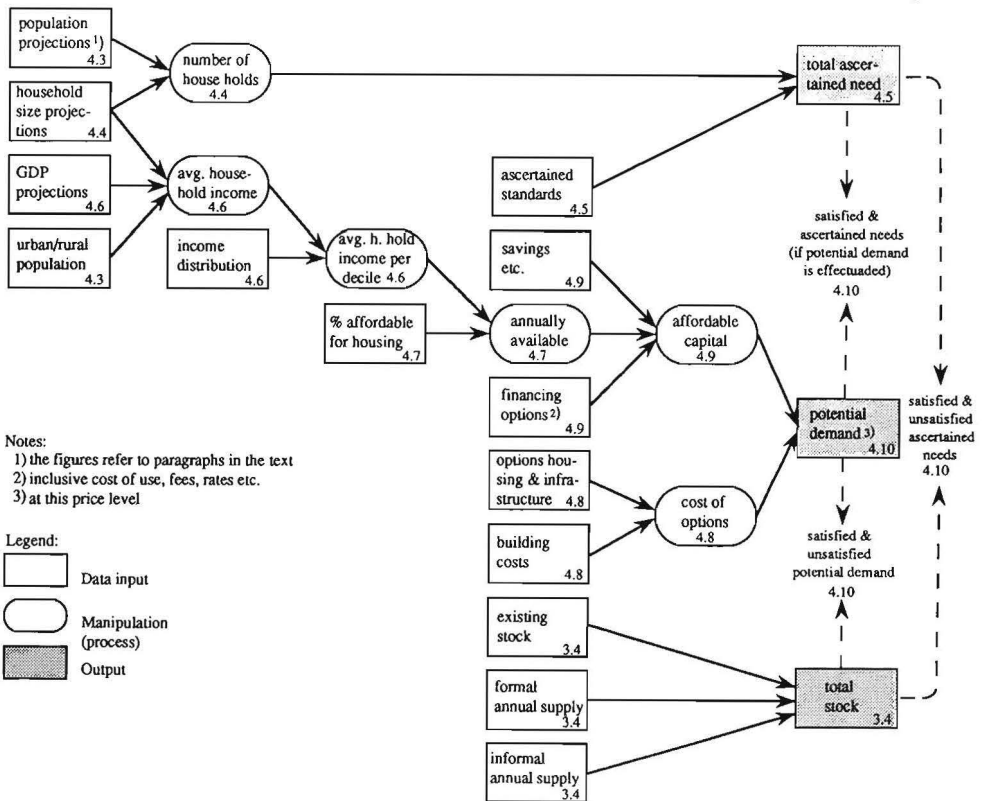 population
projections 1)
4.3
number of
house holds
4.4
total ascer-
tained need
4.5
household
size projec-
tions
4.4
GDP
projections
4.6
avg. house-
hold income
4.6
ascertained
standards
4.5
urban/rural
population
4.3
income
distribution
4.6
avg. h. hold
income per
decile 4.6
savings
etc.
4.9
satisfied &
ascertained needs
(if potential demand
is effectuaded)
4.10
% affordable
for housing
4.7
annually
available
4.7
affordable
capital
4.9
financing
options 2)
4.9
potential
demand 3)
4.10
satisfied &
unsatisfied
ascertained
needs
4.10
Notes:
1) the figures refer to paragraphs in the text
2) inclusive cost of use, fees, rates etc.
3) at this price level
options hou-
sing & infra-
structure
4.8
cost of
options
4.8
building
costs
4.8
satisfied &
unsatisfied
potential demand
4.10
Legend:
Data input
Manipulation
(process)
Output
existing
stock
3.4
formal
annual supply
3.4
total
stock
3.4
informal
annual supply
3.4